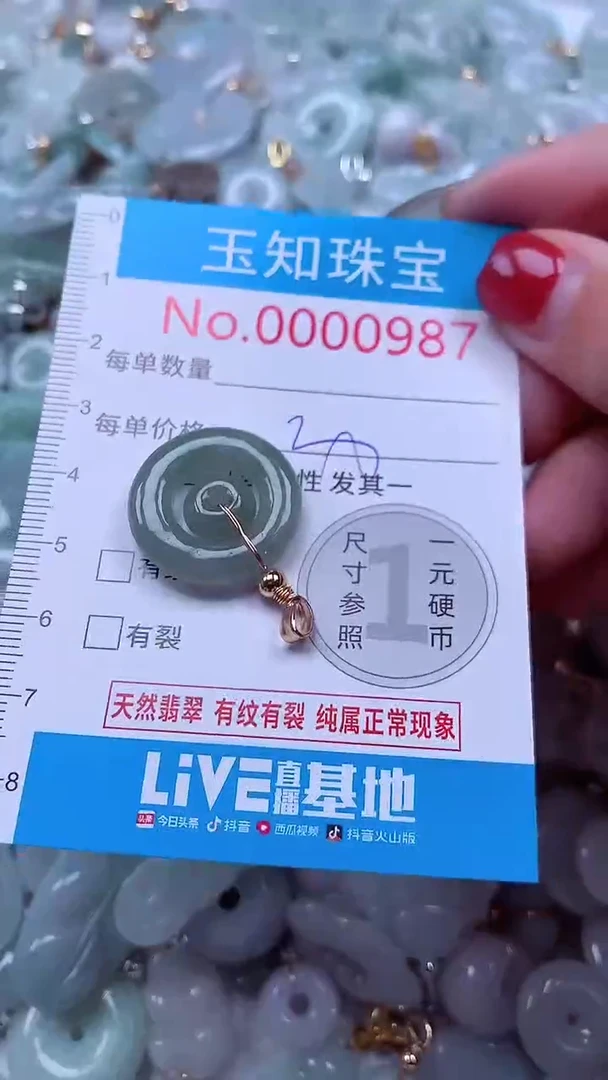 玉知珠宝
No.0000987
每单数量
每单价格
性 发其一
尺寸参照
一元硬币
1
有
有裂
天然翡翠 有纹有裂 纯属正常现象
LiVE直播基地
头条 今日头条 抖音 西瓜视频 抖音火山版
0
1
2
3
4
5
6
7
8